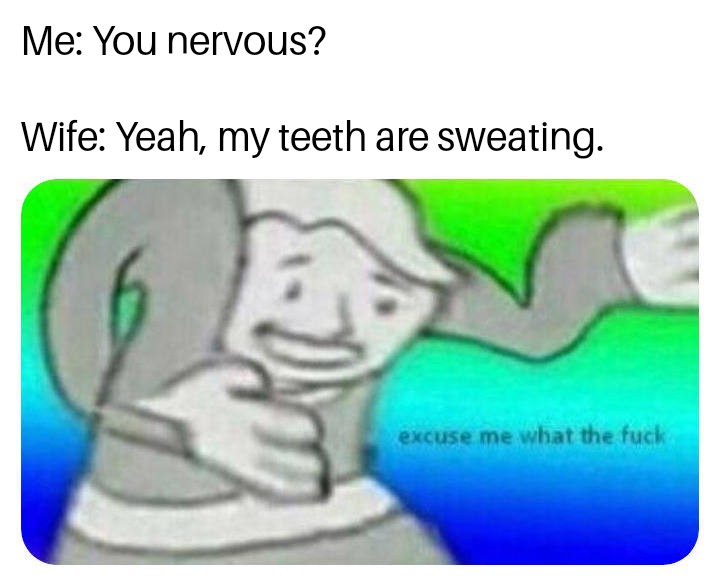 Me: You nervous?
Wife: Yeah, my teeth are sweating.
excuse me what the fuck